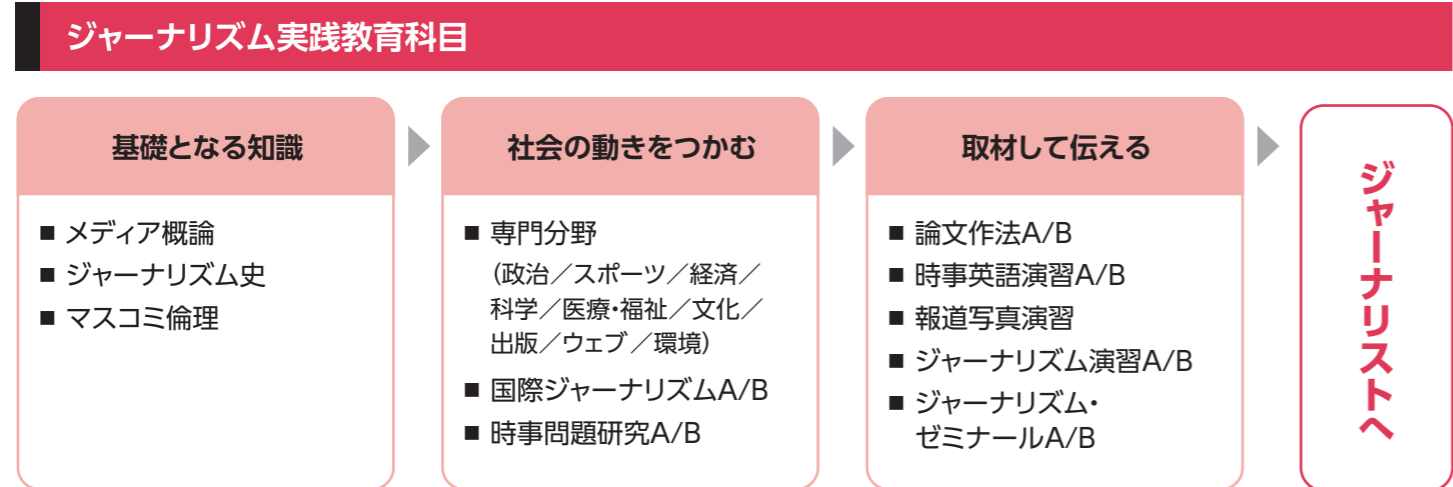 ジャーナリズム実践教育科目
基礎となる知識
■ メディア概論
■ ジャーナリズム史
■ マスコミ倫理
社会の動きをつかむ
■ 専門分野
(政治／スポーツ／経済／
科学／医療・福祉／文化／
出版／ウェブ／環境)
■ 国際ジャーナリズムA/B
■ 時事問題研究A/B
取材して伝える
■ 論文作法A/B
■ 時事英語演習A/B
■ 報道写真演習
■ ジャーナリズム演習A/B
■ ジャーナリズム・
ゼミナールA/B
ジャーナリストへ